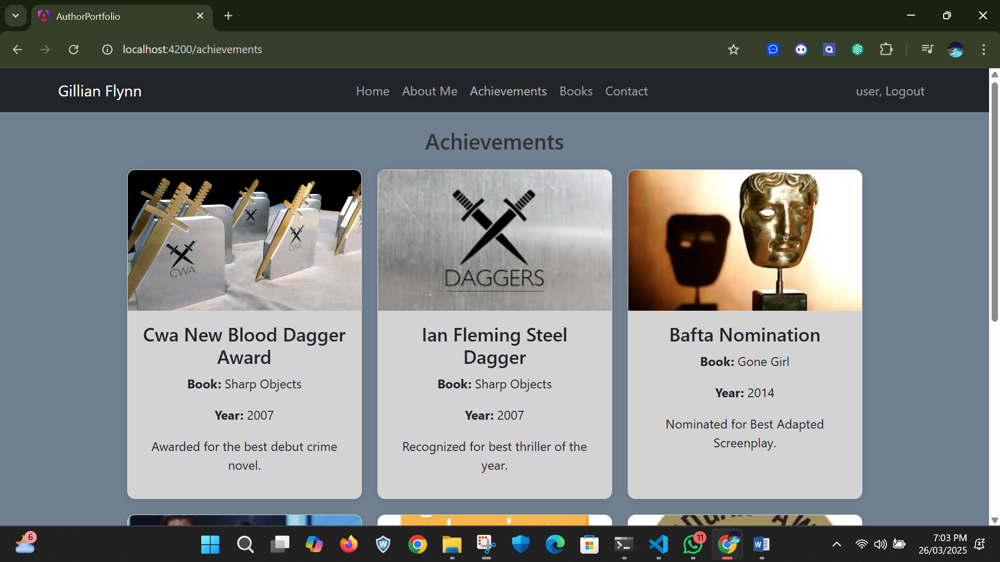 AuthorPortfolio
localhost:4200/achievements
Gillian Flynn
Home About Me Achievements Books Contact
user, Logout
Achievements
CWA
CWA
CWA
DAGGERS
Cwa New Blood Dagger
Award
Book: Sharp Objects
Year: 2007
Awarded for the best debut crime
novel.
Ian Fleming Steel
Dagger
Book: Sharp Objects
Year: 2007
Recognized for best thriller of the
year.
Bafta Nomination
Book: Gone Girl
Year: 2014
Nominated for Best Adapted
Screenplay.
6
11
7:03 PM
26/03/2025